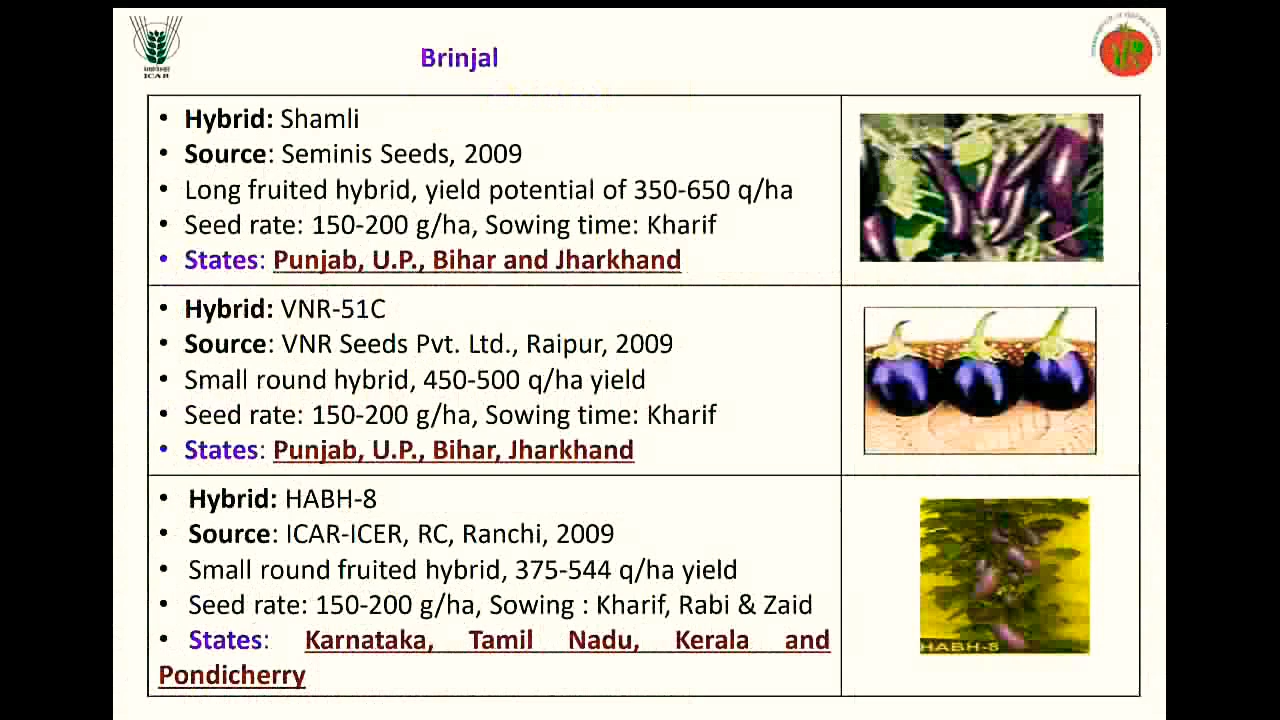 Brinjal
ICAR
• Hybrid: Shamli
• Source: Seminis Seeds, 2009
• Long fruited hybrid, yield potential of 350-650 q/ha
• Seed rate: 150-200 g/ha, Sowing time: Kharif
• States: Punjab, U.P., Bihar and Jharkhand
• Hybrid: VNR-51C
• Source: VNR Seeds Pvt. Ltd., Raipur, 2009
• Small round hybrid, 450-500 q/ha yield
• Seed rate: 150-200 g/ha, Sowing time: Kharif
• States: Punjab, U.P., Bihar, Jharkhand
• Hybrid: HABH-8
• Source: ICAR-ICER, RC, Ranchi, 2009
• Small round fruited hybrid, 375-544 q/ha yield
• Seed rate: 150-200 g/ha, Sowing : Kharif, Rabi & Zaid
• States: Karnataka, Tamil Nadu, Kerala and
Pondicherry
HABH-8